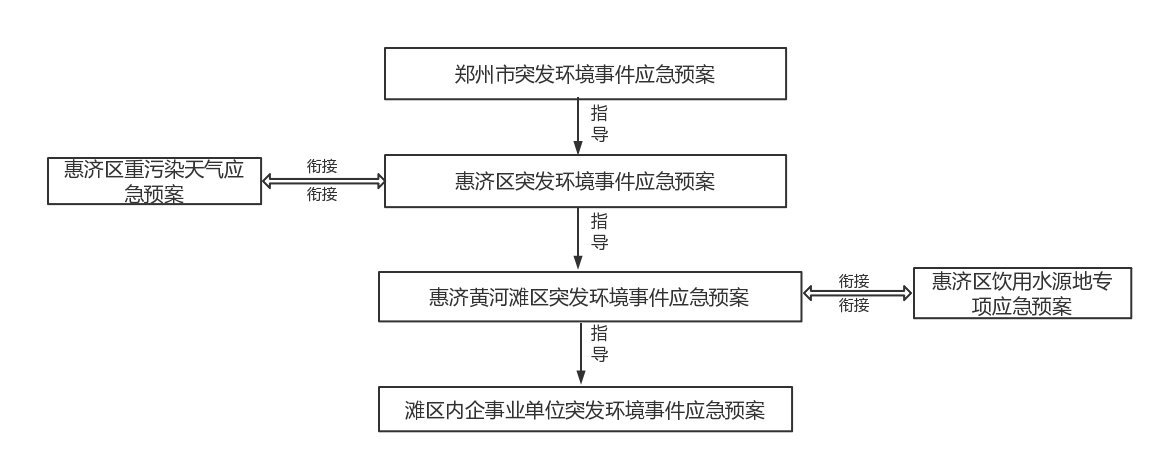 郑州市突发环境事件应急预案
指
导
惠济区重污染天气应
急预案
衔接
衔接
惠济区突发环境事件应急预案
指
导
惠济黄河滩区突发环境事件应急预案
衔接
衔接
惠济区饮用水源地专
项应急预案
指
导
滩区内企事业单位突发环境事件应急预案